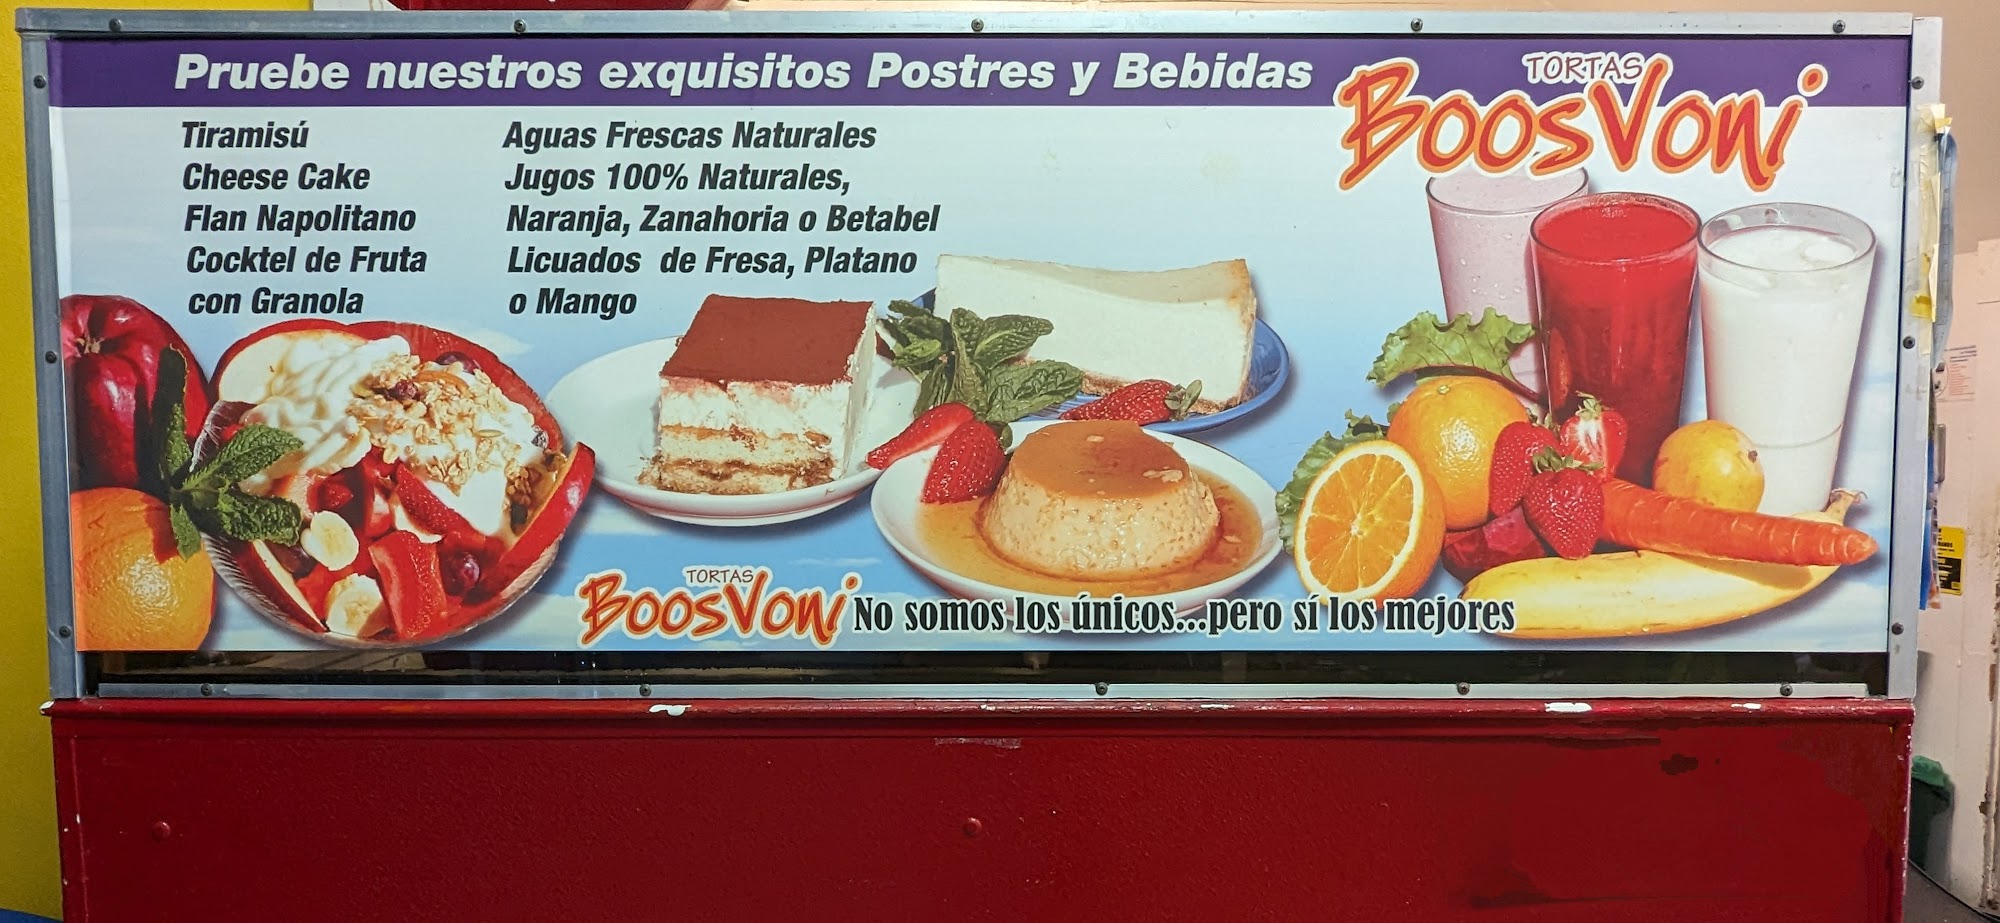 Pruebe nuestros exquisitos Postres y Bebidas
TORTAS
BoosVoni
Tiramisú
Cheese Cake
Flan Napolitano
Cocktel de Fruta
con Granola
Aguas Frescas Naturales
Jugos 100% Naturales,
Naranja, Zanahoria o Betabel
Licuados de Fresa, Platano
o Mango
TORTAS
BoosVoni No somos los únicos...pero sí los mejores